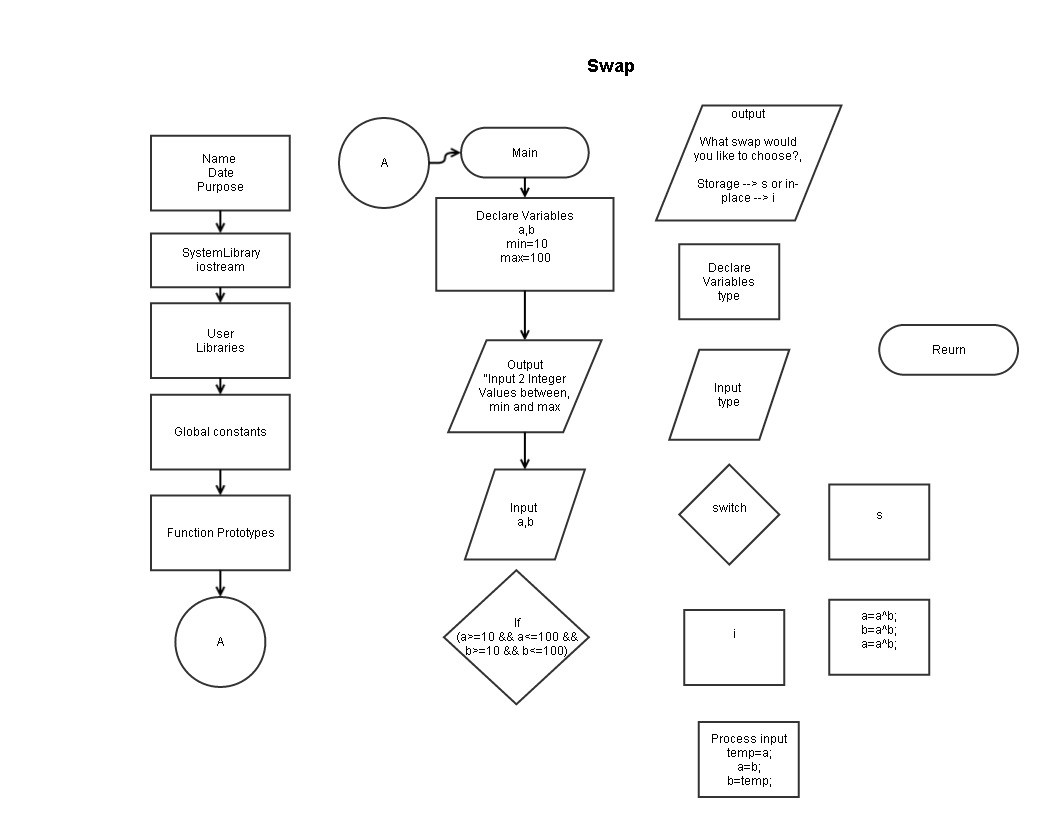 Swap
Name
Date
Purpose
SystemLibrary
iostream
User
Libraries
Global constants
Function Prototypes
A
A
Main
Declare Variables
a,b
min=10
max=100
Output
"Input 2 Integer
Values between,
min and max
Input
a,b
If
(a>=10 && a<=100 &&
b>=10 && b<=100)
output
What swap would
you like to choose?,
Storage --> s or in-
place --> i
Declare
Variables
type
Input
type
switch
i
Process input
temp=a;
a=b;
b=temp;
s
a=a^b;
b=a^b;
a=a^b;
Reurn